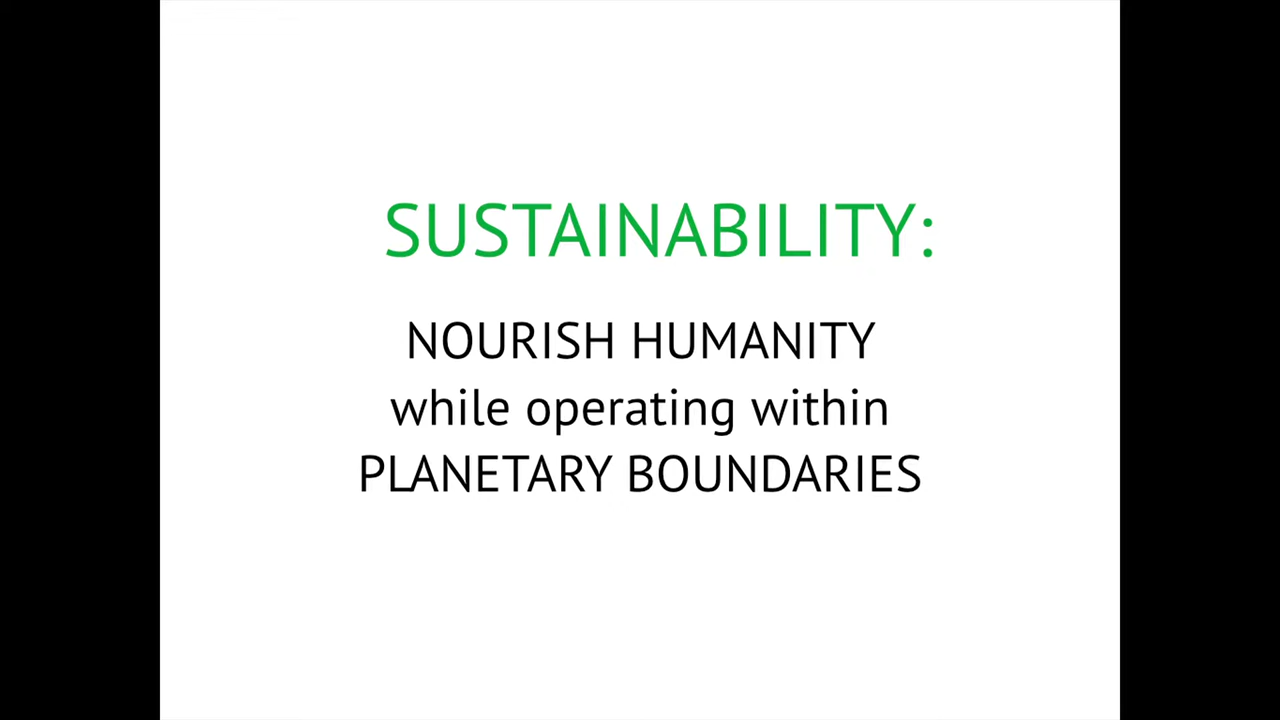 SUSTAINABILITY:
NOURISH HUMANITY
while operating within
PLANETARY BOUNDARIES